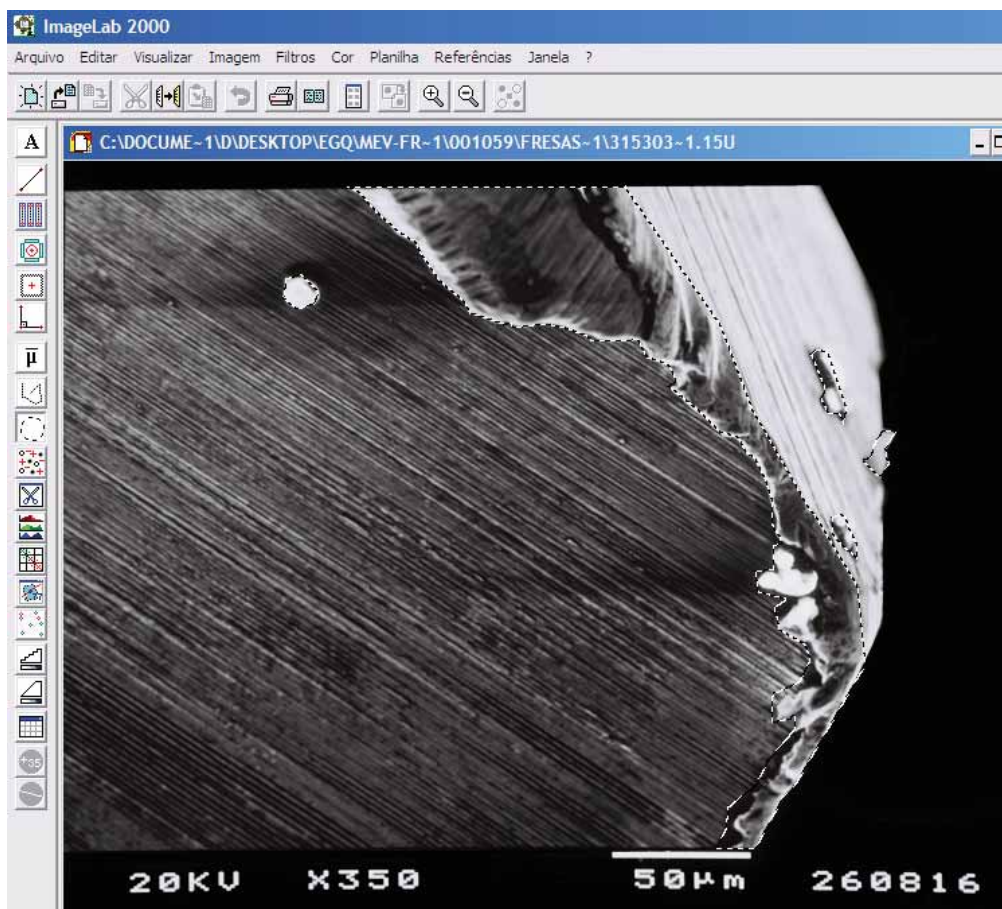 ImageLab 2000
Arquivo Editar Visualizar Imagem Filtros Cor Planilha Referências Janela ?
A
C:\DOCUME~1\D\DESKTOP\EGQ\MEV-FR~1\001059\FRESAS~1\315303~1.15U
μ
+35
20KV X350 50μm 260816